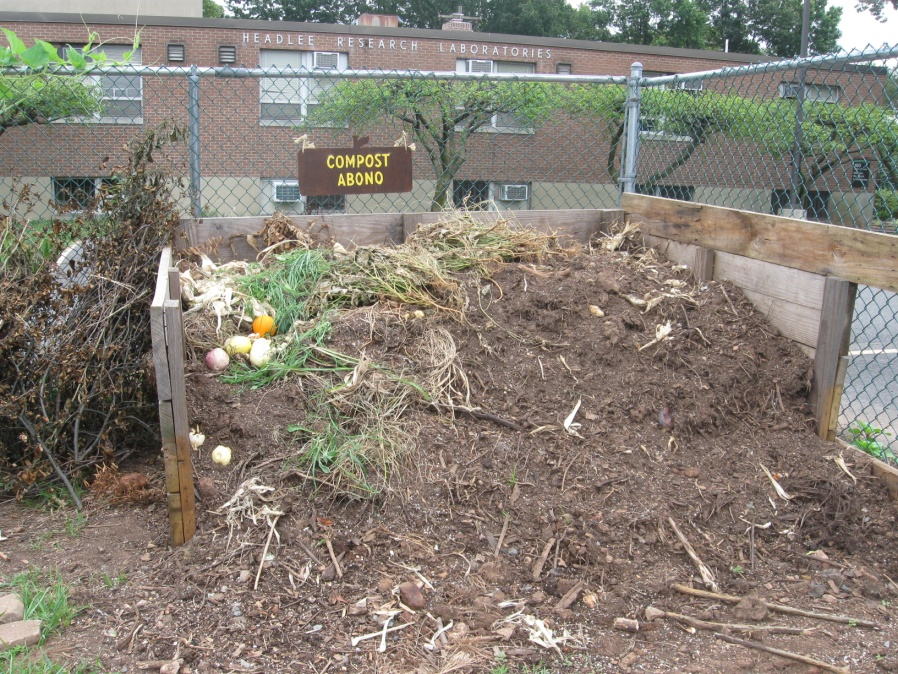 HEADLEE RESEARCH LABORATORIES
COMPOST
ABONO